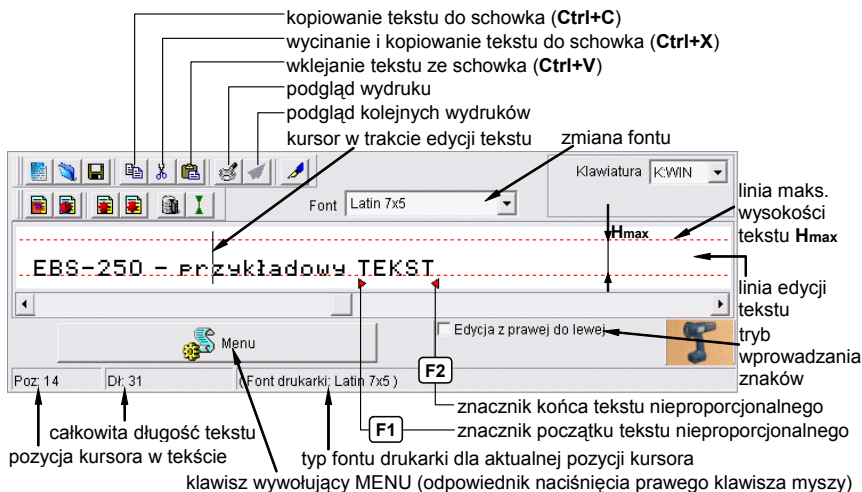 kopiowanie tekstu do schowka (Ctrl+C)
wycinanie i kopiowanie tekstu do schowka (Ctrl+X)
wklejanie tekstu ze schowka (Ctrl+V)
podgląd wydruku
podgląd kolejnych wydruków
kursor w trakcie edycji tekstu
zmiana fontu
Klawiatura K:WIN
Font Latin 7x5
linia maks.
wysokości
tekstu Hmax
Hmax
EBS-250 - przykładowy TEKST
linia edycji
tekstu
Menu
Edycja z prawej do lewej
tryb
wprowadzania
znaków
Poz: 14
Dł: 31
( Font drukarki: Latin 7x5 )
F2
znacznik końca tekstu nieproporcjonalnego
F1
znacznik początku tekstu nieproporcjonalnego
całkowita długość tekstu
pozycja kursora w tekście
typ fontu drukarki dla aktualnej pozycji kursora
klawisz wywołujący MENU (odpowiednik naciśnięcia prawego klawisza myszy)